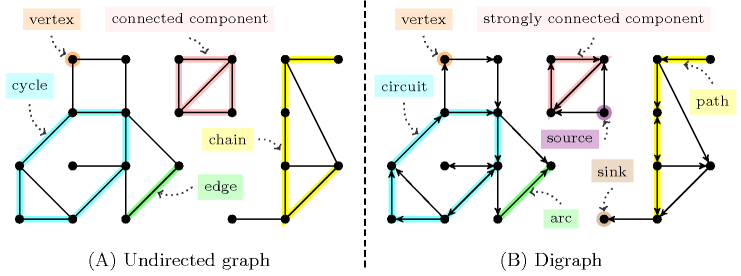 vertex
connected component
cycle
chain
edge
(A) Undirected graph
vertex
strongly connected component
circuit
path
source
sink
arc
(B) Digraph